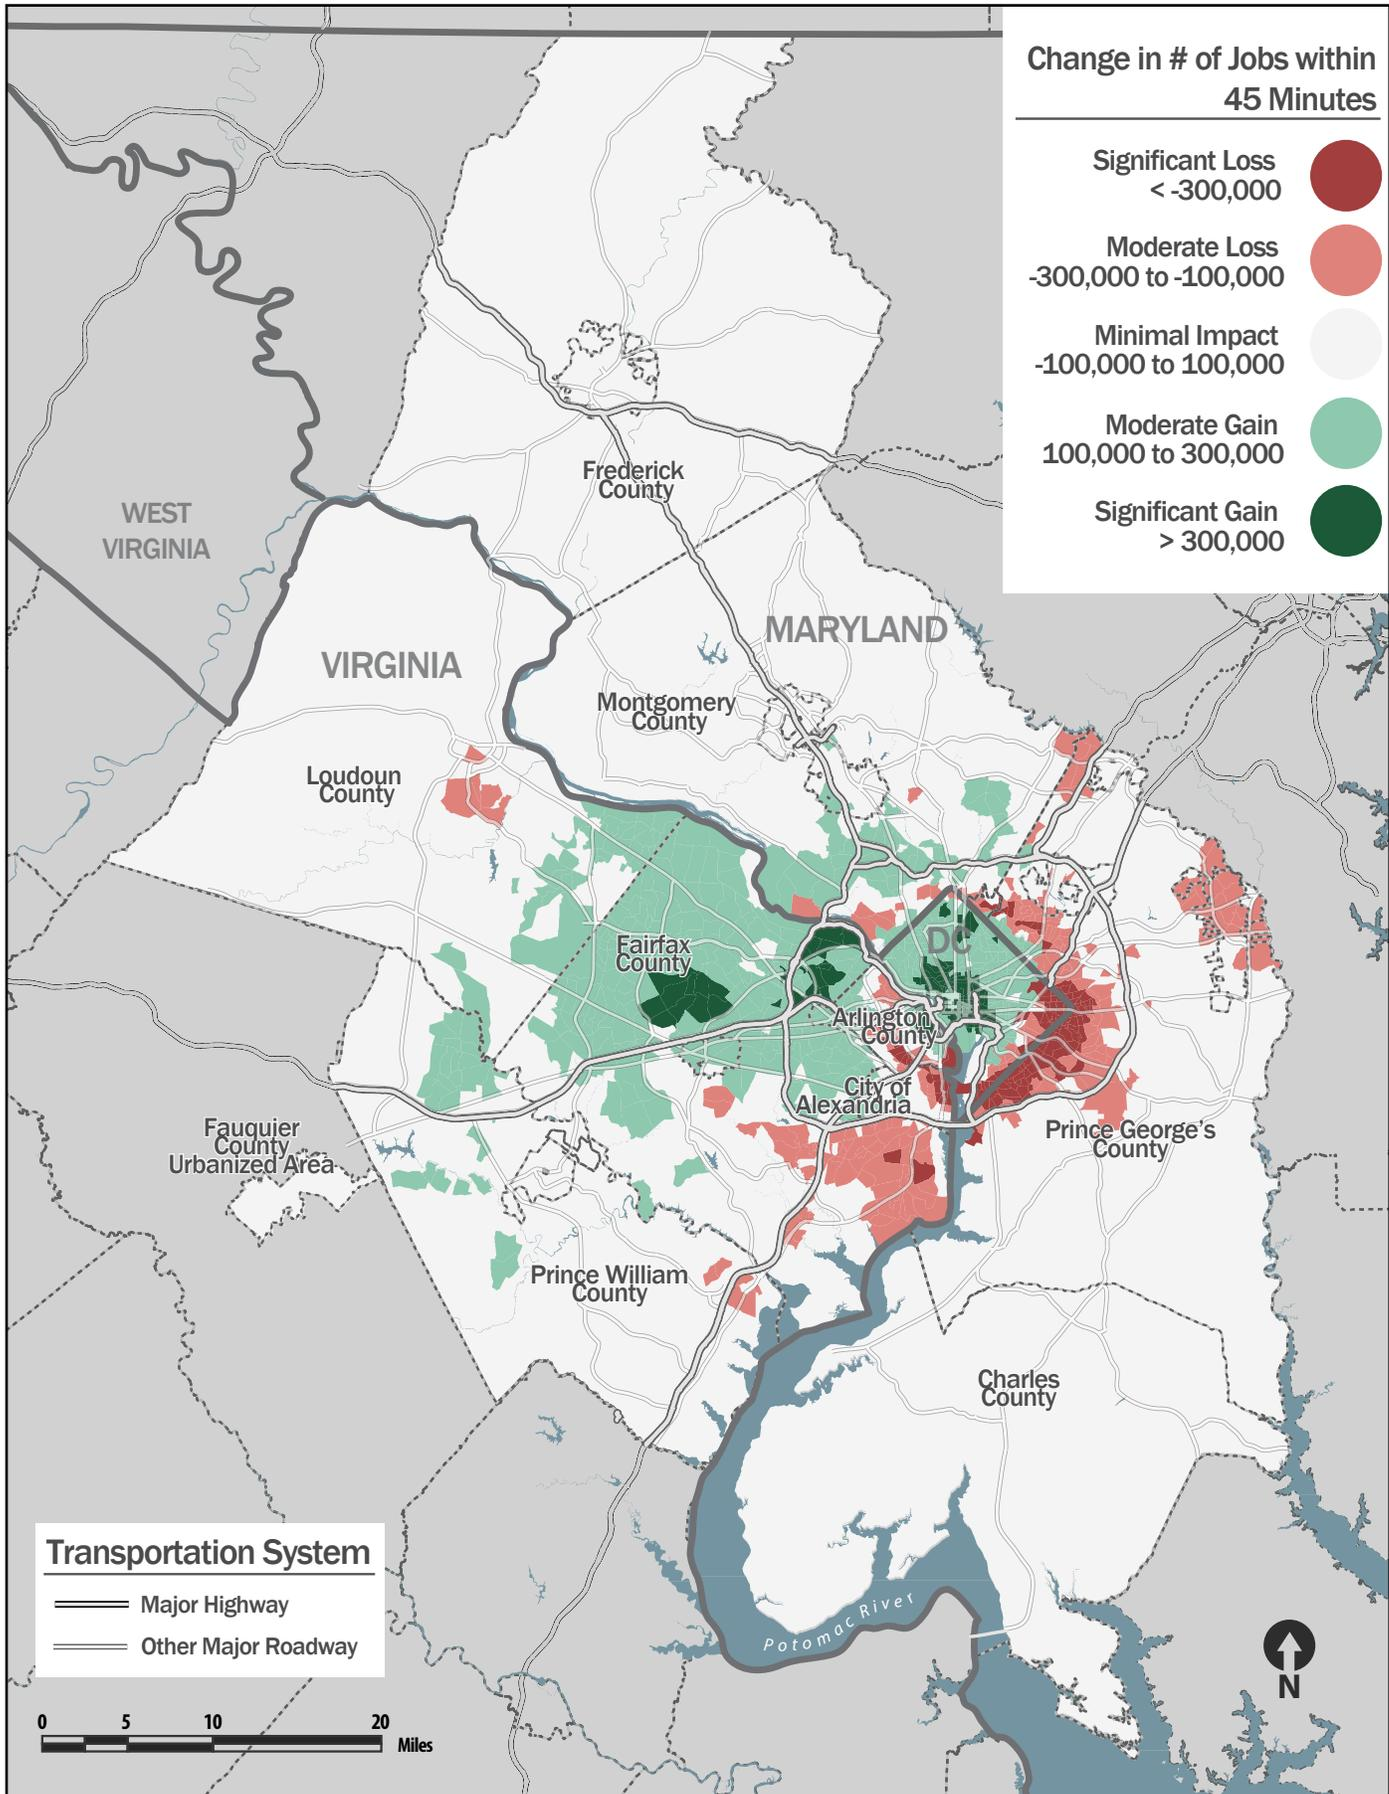 Change in # of Jobs within
45 Minutes
Significant Loss
< -300,000
Moderate Loss
-300,000 to -100,000
Minimal Impact
-100,000 to 100,000
Moderate Gain
100,000 to 300,000
Significant Gain
> 300,000
Frederick
County
WEST
VIRGINIA
MARYLAND
VIRGINIA
Montgomery
County
Loudoun
County
DC
Fairfax
County
Arlington
County
City of
Alexandria
Fauquier
County
Urbanized Area
Prince George's
County
Prince William
County
Charles
County
Potomac River
Transportation System
Major Highway
Other Major Roadway
N
0 5 10 20
Miles